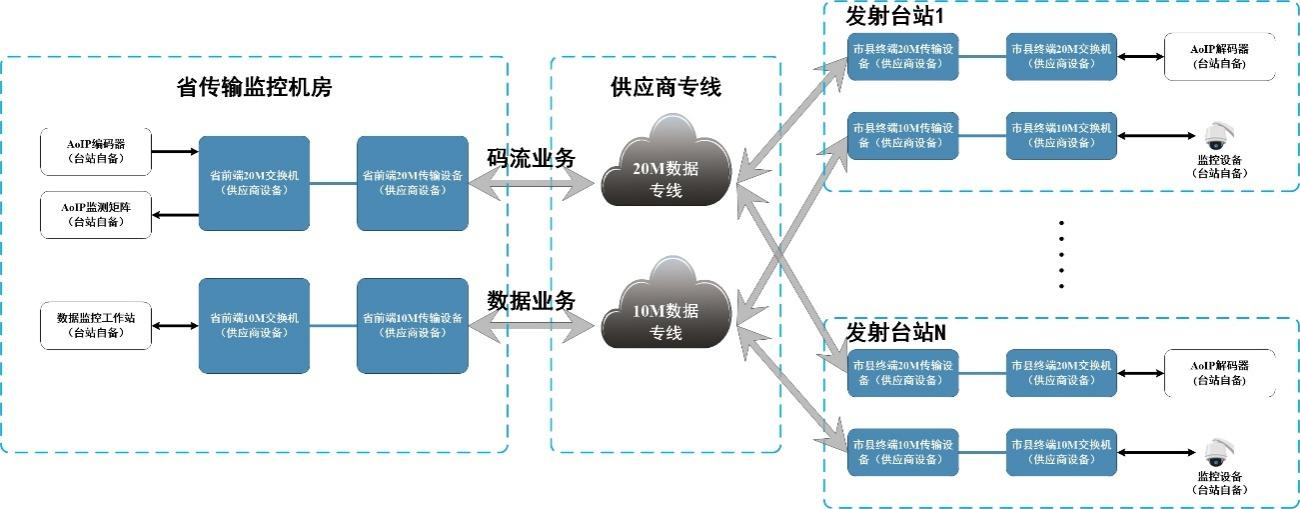 省传输监控机房
AoIP编码器
（台站自备）
AoIP监测矩阵
（台站自备）
省前端20M交换机
（供应商设备）
省前端20M传输设备
（供应商设备）
数据监控工作站
（台站自备）
省前端10M交换机
（供应商设备）
省前端10M传输设备
（供应商设备）
码流业务
数据业务
供应商专线
20M数据
专线
10M数据
专线
发射台站1
市县终端20M传输设
备（供应商设备）
市县终端20M交换机
（供应商设备）
AoIP解码器
(台站自备)
市县终端10M传输设
备（供应商设备）
市县终端10M交换机
（供应商设备）
监控设备
（台站自备）
发射台站N
市县终端20M传输设
备（供应商设备）
市县终端20M交换机
（供应商设备）
AoIP解码器
(台站自备)
市县终端10M传输设
备（供应商设备）
市县终端10M交换机
（供应商设备）
监控设备
（台站自备）